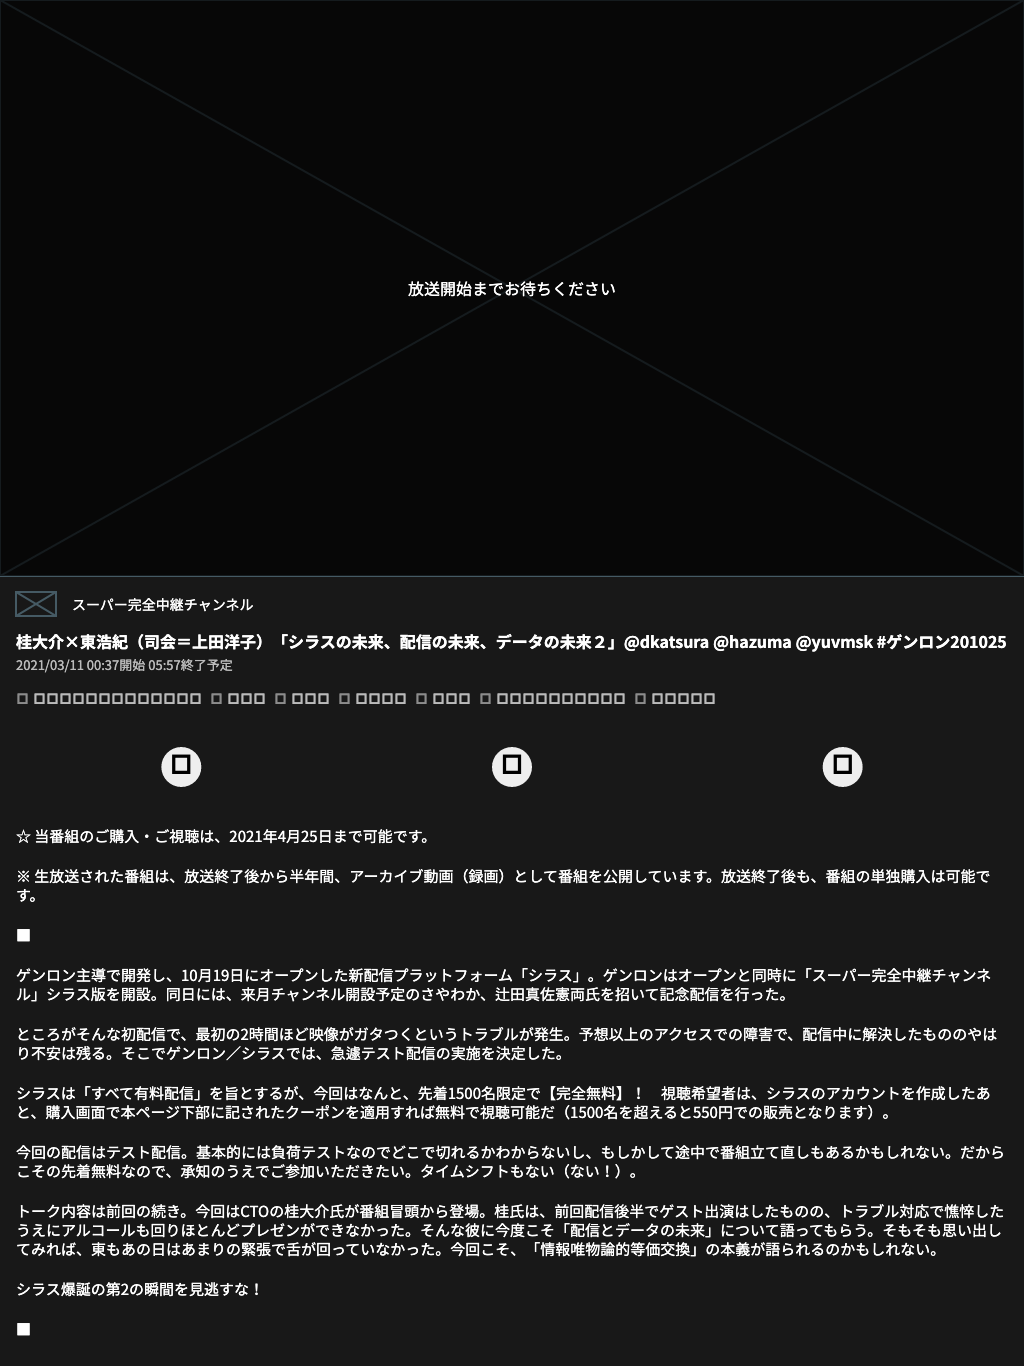 放送開始までお待ちください
スーパー完全中継チャンネル
桂大介×東浩紀（司会＝上田洋子）「シラスの未来、配信の未来、データの未来２」@dkatsura @hazuma @yuvmsk #ゲンロン201025
2021/03/11 00:37開始 05:57終了予定
☆ 当番組のご購入・ご視聴は、2021年4月25日まで可能です。
※ 生放送された番組は、放送終了後から半年間、アーカイブ動画（録画）として番組を公開しています。放送終了後も、番組の単独購入は可能で
す。
■
ゲンロン主導で開発し、10月19日にオープンした新配信プラットフォーム「シラス」。ゲンロンはオープンと同時に「スーパー完全中継チャンネ
ル」シラス版を開設。同日には、来月チャンネル開設予定のさやわか、辻田真佐憲両氏を招いて記念配信を行った。
ところがそんな初配信で、最初の2時間ほど映像がガタつくというトラブルが発生。予想以上のアクセスでの障害で、配信中に解決したもののやは
り不安は残る。そこでゲンロン／シラスでは、急遽テスト配信の実施を決定した。
シラスは「すべて有料配信」を旨とするが、今回はなんと、先着1500名限定で【完全無料】！　視聴希望者は、シラスのアカウントを作成したあ
と、購入画面で本ページ下部に記されたクーポンを適用すれば無料で視聴可能だ（1500名を超えると550円での販売となります）。
今回の配信はテスト配信。基本的には負荷テストなのでどこで切れるかわからないし、もしかして途中で番組立て直しもあるかもしれない。だから
こその先着無料なので、承知のうえでご参加いただきたい。タイムシフトもない（ない！）。
トーク内容は前回の続き。今回はCTOの桂大介氏が番組冒頭から登場。桂氏は、前回配信後半でゲスト出演はしたものの、トラブル対応で憔悴した
うえにアルコールも回りほとんどプレゼンができなかった。そんな彼に今度こそ「配信とデータの未来」について語ってもらう。そもそも思い出し
てみれば、東もあの日はあまりの緊張で舌が回っていなかった。今回こそ、「情報唯物論的等価交換」の本義が語られるのかもしれない。
シラス爆誕の第2の瞬間を見逃すな！
■